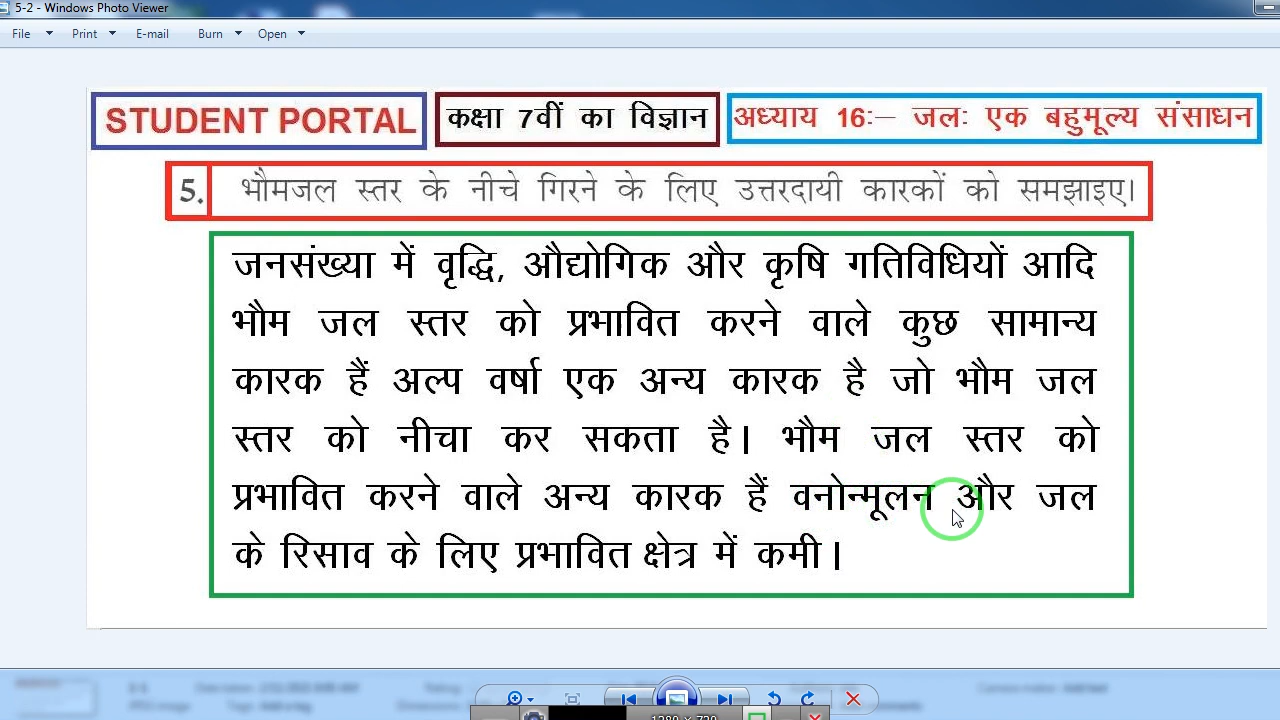 5-2 - Windows Photo Viewer
File Print E-mail Burn Open
STUDENT PORTAL
कक्षा 7वीं का विज्ञान
अध्याय 16:– जलः एक बहुमूल्य संसाधन
5. भौमजल स्तर के नीचे गिरने के लिए उत्तरदायी कारकों को समझाइए।
जनसंख्या में वृद्धि, औद्योगिक और कृषि गतिविधियों आदि
भौम जल स्तर को प्रभावित करने वाले कुछ सामान्य
कारक हैं अल्प वर्षा एक अन्य कारक है जो भौम जल
स्तर को नीचा कर सकता है। भौम जल स्तर को
प्रभावित करने वाले अन्य कारक हैं वनोन्मूलन और जल
के रिसाव के लिए प्रभावित क्षेत्र में कमी।